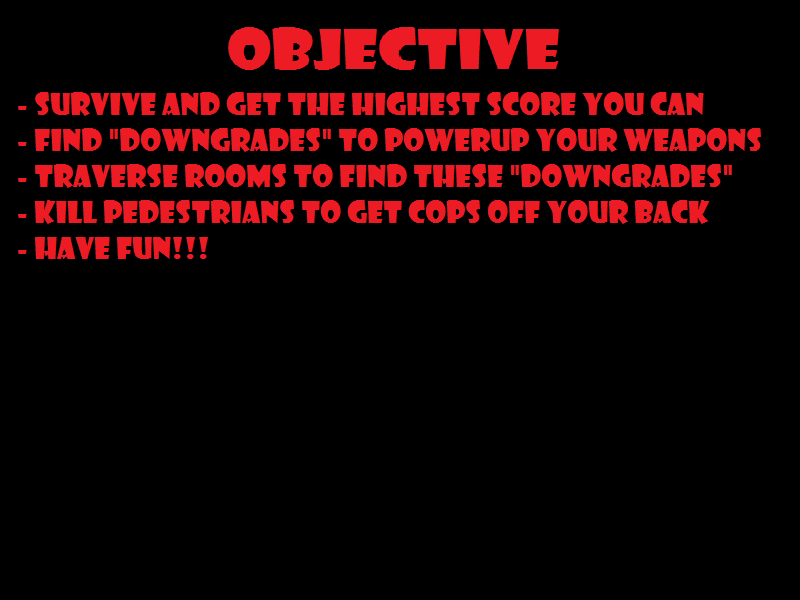 OBJECTIVE
- SURVIVE AND GET THE HIGHEST SCORE YOU CAN
- FIND "DOWNGRADES" TO POWERUP YOUR WEAPONS
- TRAVERSE ROOMS TO FIND THESE "DOWNGRADES"
- KILL PEDESTRIANS TO GET COPS OFF YOUR BACK
- HAVE FUN!!!